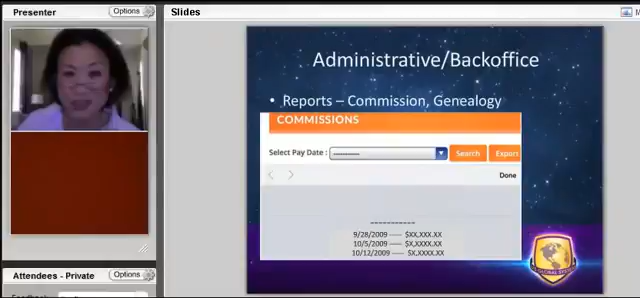 Presenter
Options
Slides
Administrative/Backoffice
• Reports – Commission, Genealogy
COMMISSIONS
Select Pay Date :
Search
Export
Done
-----------
9/28/2009 ----- $XX,XXX.XX
10/5/2009 ----- $X,XXXX.XX
10/12/2009 ----- $X,XXXX.XX
Attendees - Private
Options